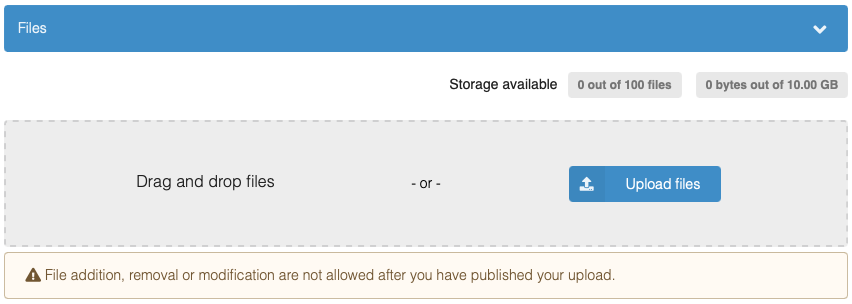 Files
Storage available 0 out of 100 files 0 bytes out of 10.00 GB
Drag and drop files - or - Upload files
File addition, removal or modification are not allowed after you have published your upload.